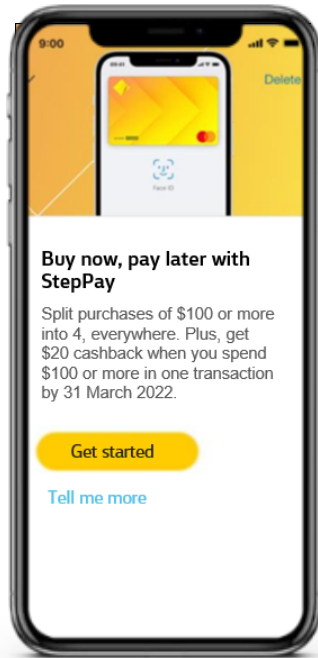 9:00
Delete
Face ID
Buy now, pay later with
StepPay
Split purchases of $100 or more
into 4, everywhere. Plus, get
$20 cashback when you spend
$100 or more in one transaction
by 31 March 2022.
Get started
Tell me more